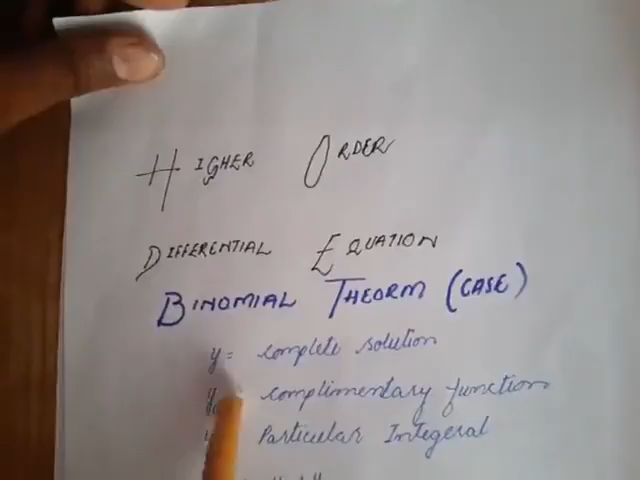 HIGHER ORDER
DIFFERENTIAL EQUATION
BINOMIAL THEORM (CASE)
y = complete solution
complimentary function
Particular Integeral